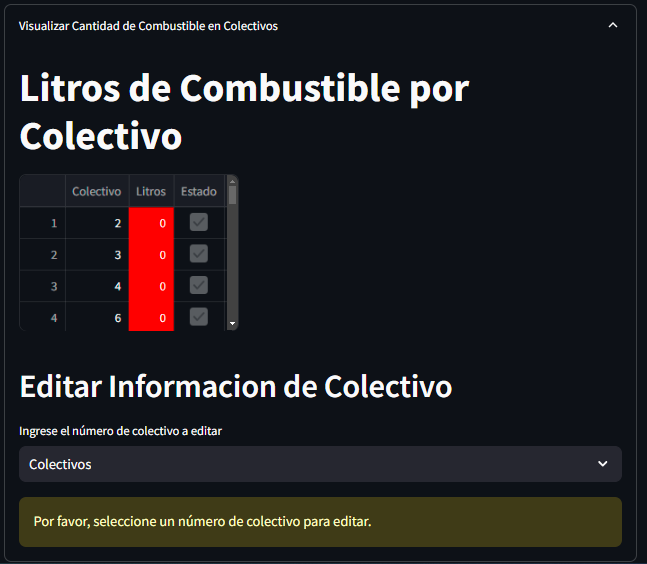 Visualizar Cantidad de Combustible en Colectivos
Litros de Combustible por
Colectivo
Colectivo Litros Estado
1 2 0
2 3 0
3 4 0
4 6 0
Editar Informacion de Colectivo
Ingrese el número de colectivo a editar
Colectivos
Por favor, seleccione un número de colectivo para editar.